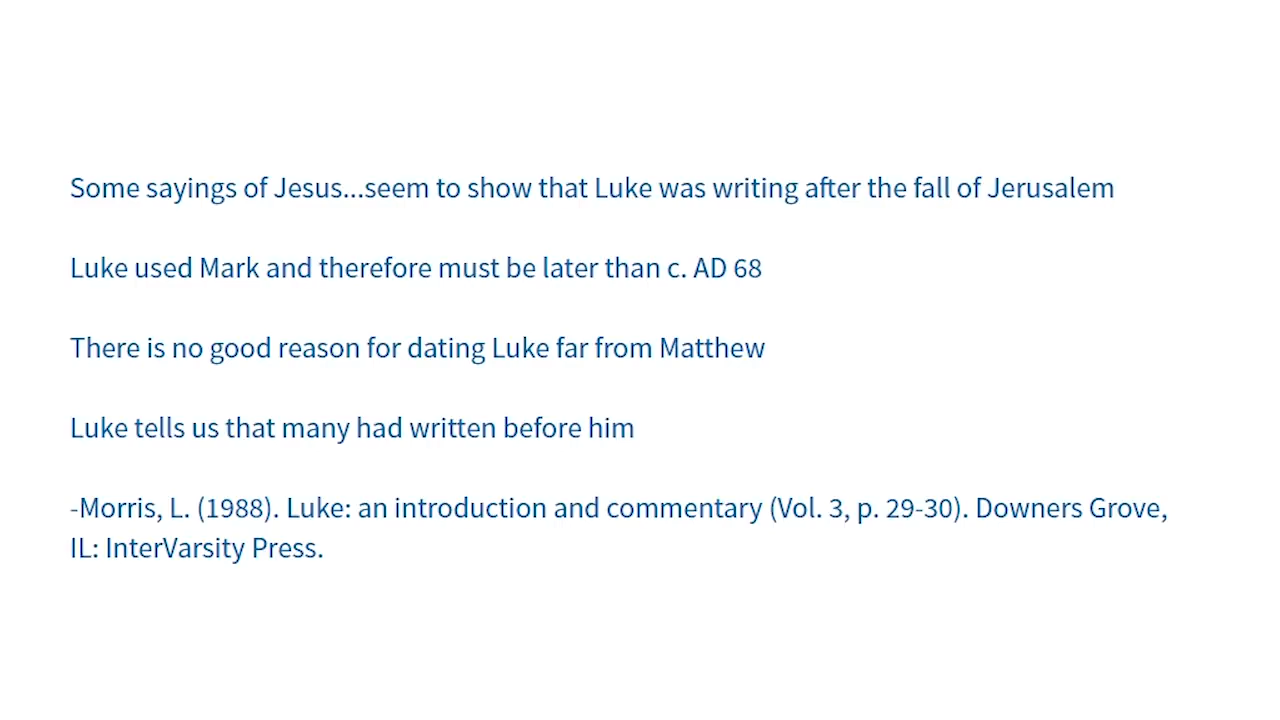 Some sayings of Jesus...seem to show that Luke was writing after the fall of Jerusalem
Luke used Mark and therefore must be later than c. AD 68
There is no good reason for dating Luke far from Matthew
Luke tells us that many had written before him
-Morris, L. (1988). Luke: an introduction and commentary (Vol. 3, p. 29-30). Downers Grove,
IL: InterVarsity Press.